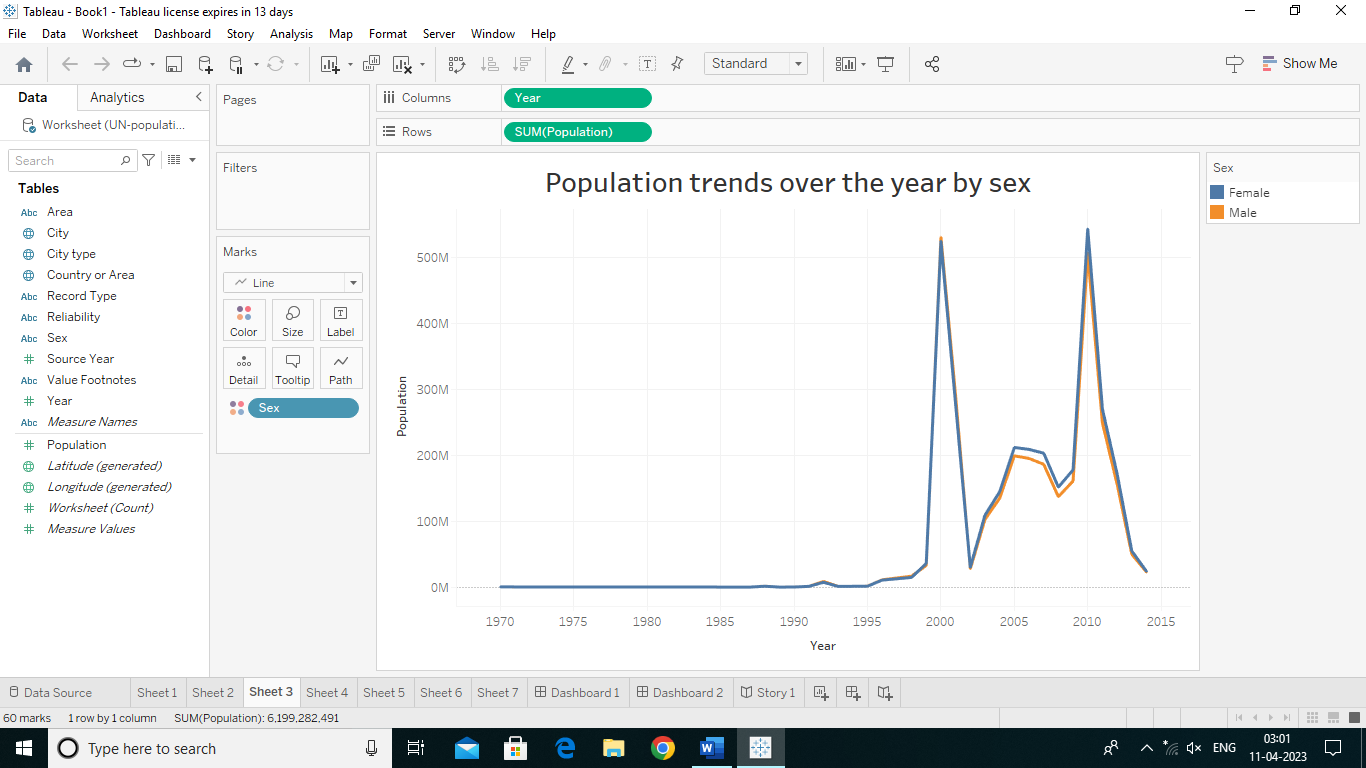 Tableau - Book1 - Tableau license expires in 13 days
File Data Worksheet Dashboard Story Analysis Map Format Server Window Help
Standard
Show Me
Data Analytics
Worksheet (UN-populati...
Search
Tables
Abc Area
City
City type
Country or Area
Abc Record Type
Abc Reliability
Abc Sex
Source Year
Abc Value Footnotes
Year
Abc Measure Names
Population
Latitude (generated)
Longitude (generated)
Worksheet (Count)
Measure Values
Pages
Filters
Marks
Line
Color Size Label
Detail Tooltip Path
Sex
Columns Year
Rows SUM(Population)
Population trends over the year by sex
500M
400M
300M
200M
100M
0M
Population
1970 1975 1980 1985 1990 1995 2000 2005 2010 2015
Year
Sex
Female
Male
Data Source Sheet 1 Sheet 2 Sheet 3 Sheet 4 Sheet 5 Sheet 6 Sheet 7 Dashboard 1 Dashboard 2 Story 1
60 marks 1 row by 1 column SUM(Population): 6,199,282,491
Type here to search
ENG
03:01
11-04-2023